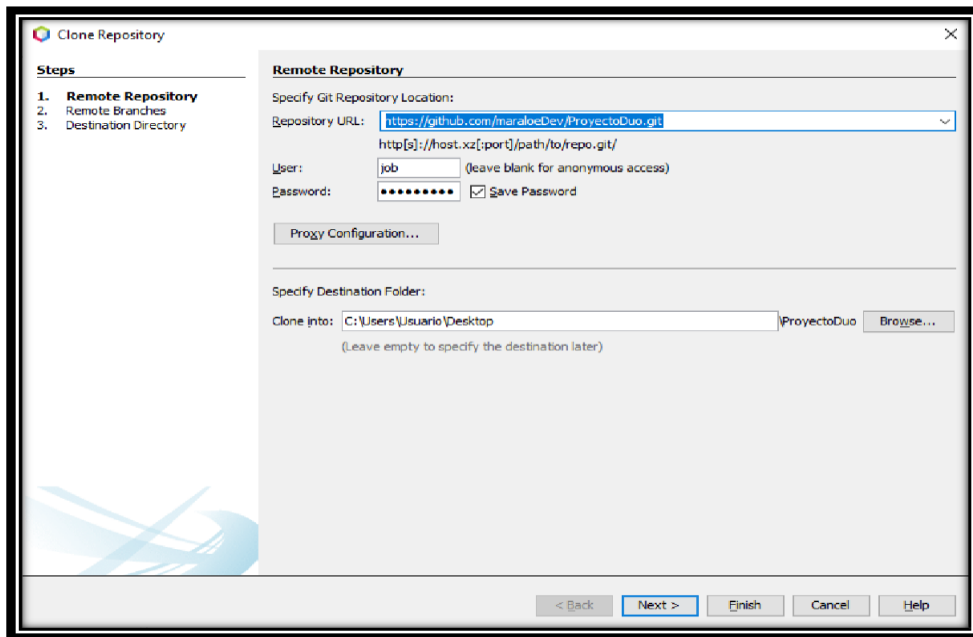 Clone Repository
Steps
1. Remote Repository
2. Remote Branches
3. Destination Directory
Remote Repository
Specify Git Repository Location:
Repository URL: https://github.com/maraloeDev/ProyectoDuo.git
http[s]://host.xz[:port]/path/to/repo.git/
User: job (leave blank for anonymous access)
Password: ●●●●●●●●● Save Password
Proxy Configuration...
Specify Destination Folder:
Clone into: C:\Users\Usuario\Desktop \ProyectoDuo Browse...
(Leave empty to specify the destination later)
< Back Next > Finish Cancel Help